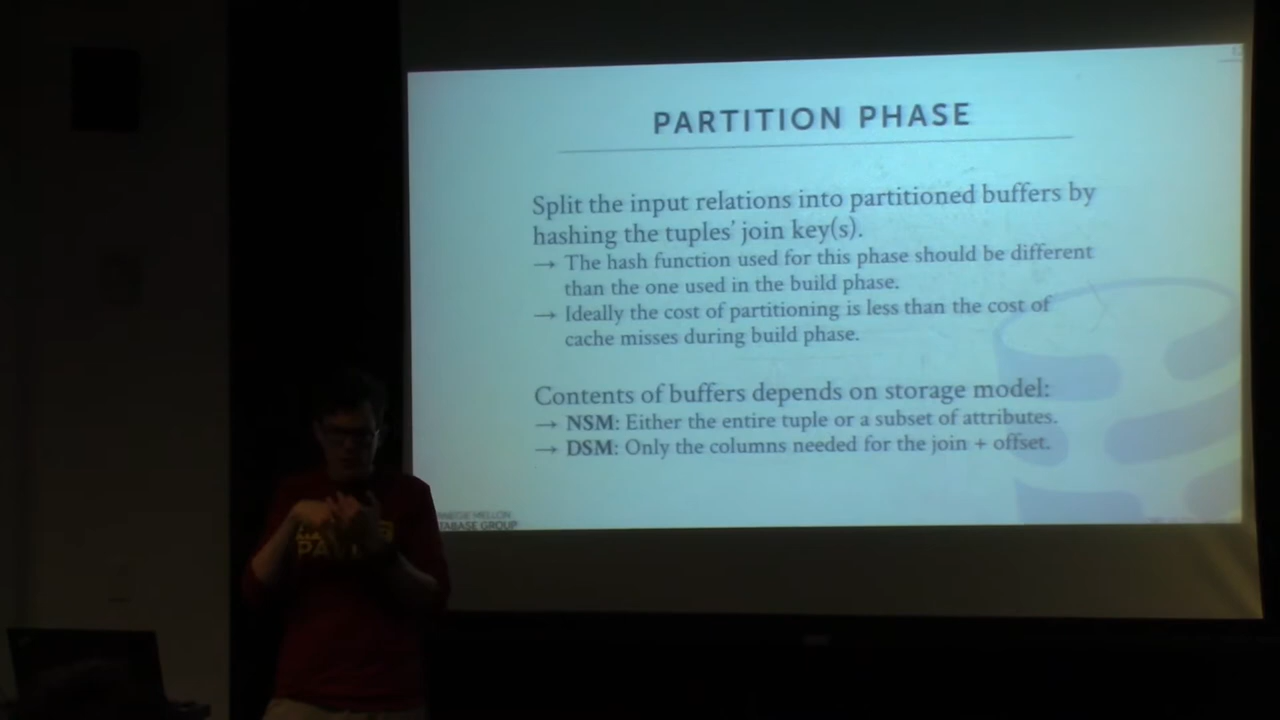 PARTITION PHASE
Split the input relations into partitioned buffers by
hashing the tuples' join key(s).
→ The hash function used for this phase should be different
than the one used in the build phase.
→ Ideally the cost of partitioning is less than the cost of
cache misses during build phase.
Contents of buffers depends on storage model:
→ NSM: Either the entire tuple or a subset of attributes.
→ DSM: Only the columns needed for the join + offset.
MELLON
TABASE GROUP